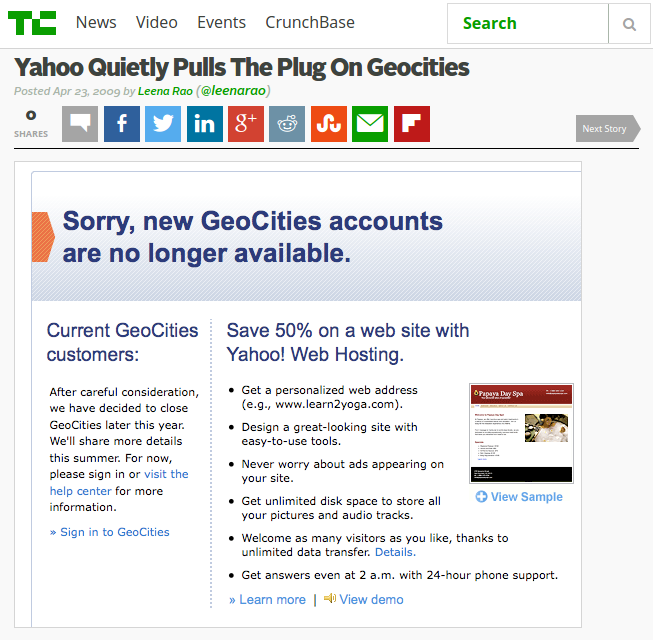 TC
News Video Events CrunchBase
Search
Yahoo Quietly Pulls The Plug On Geocities
Posted Apr 23, 2009 by Leena Rao (@leenarao)
0
SHARES
g+
Next Story
Sorry, new GeoCities accounts
are no longer available.
Current GeoCities
customers:
After careful consideration,
we have decided to close
GeoCities later this year.
We'll share more details
this summer. For now,
please sign in or visit the
help center for more
information.
» Sign in to GeoCities
Save 50% on a web site with
Yahoo! Web Hosting.
• Get a personalized web address
(e.g., www.learn2yoga.com).
• Design a great-looking site with
easy-to-use tools.
• Never worry about ads appearing on
your site.
• Get unlimited disk space to store all
your pictures and audio tracks.
• Welcome as many visitors as you like, thanks to
unlimited data transfer. Details.
• Get answers even at 2 a.m. with 24-hour phone support.
» Learn more | View demo
Papaya Day Spa
View Sample